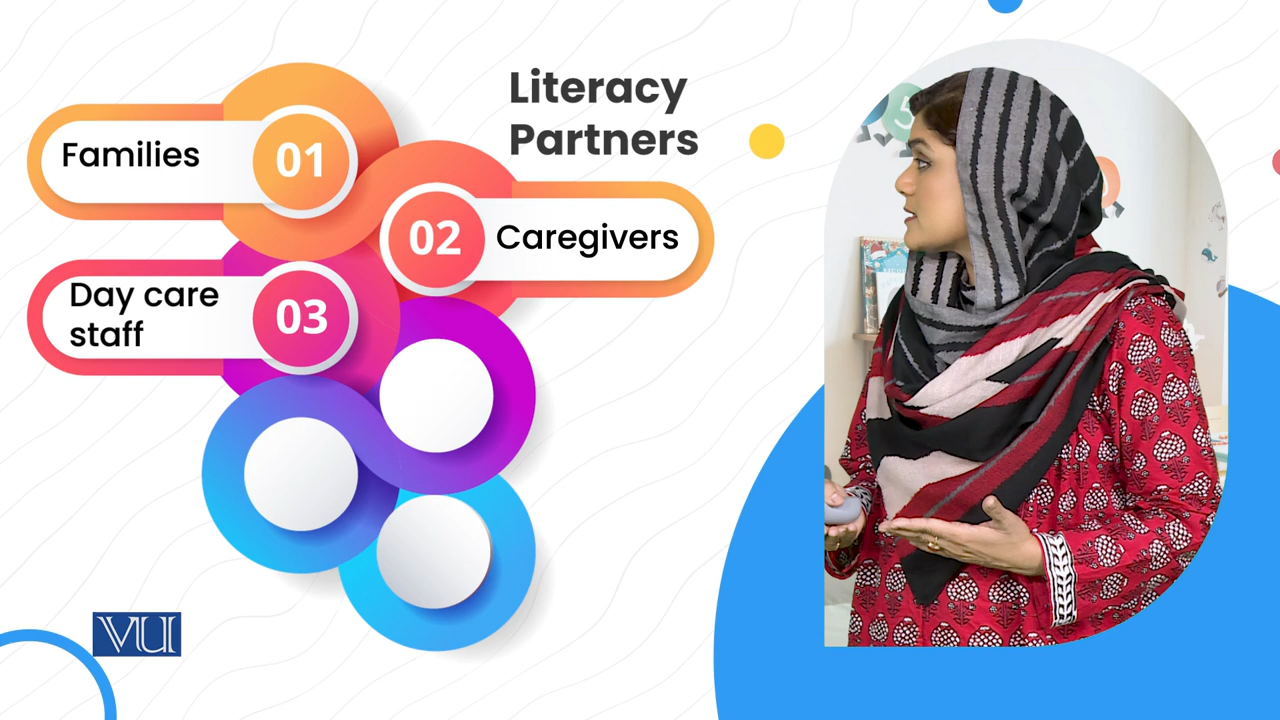 Literacy
Partners
Families
01
02
Caregivers
Day care
staff
03
VU